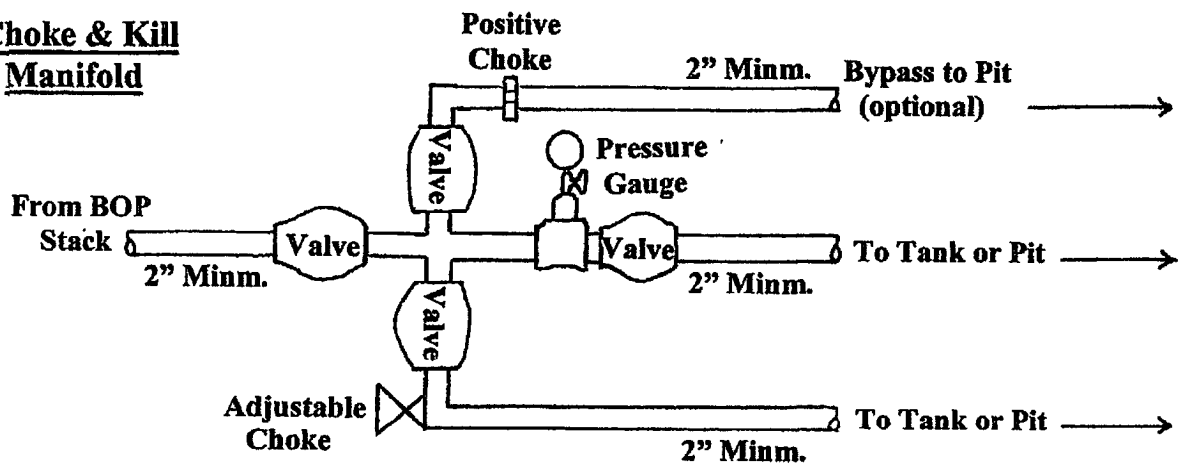 Choke & Kill
Manifold
Positive
Choke
2” Minm.
Bypass to Pit
(optional)
Valve
Pressure
Gauge
From BOP
Stack
2” Minm.
Valve
Valve
2” Minm.
To Tank or Pit
Valve
Adjustable
Choke
2” Minm.
To Tank or Pit